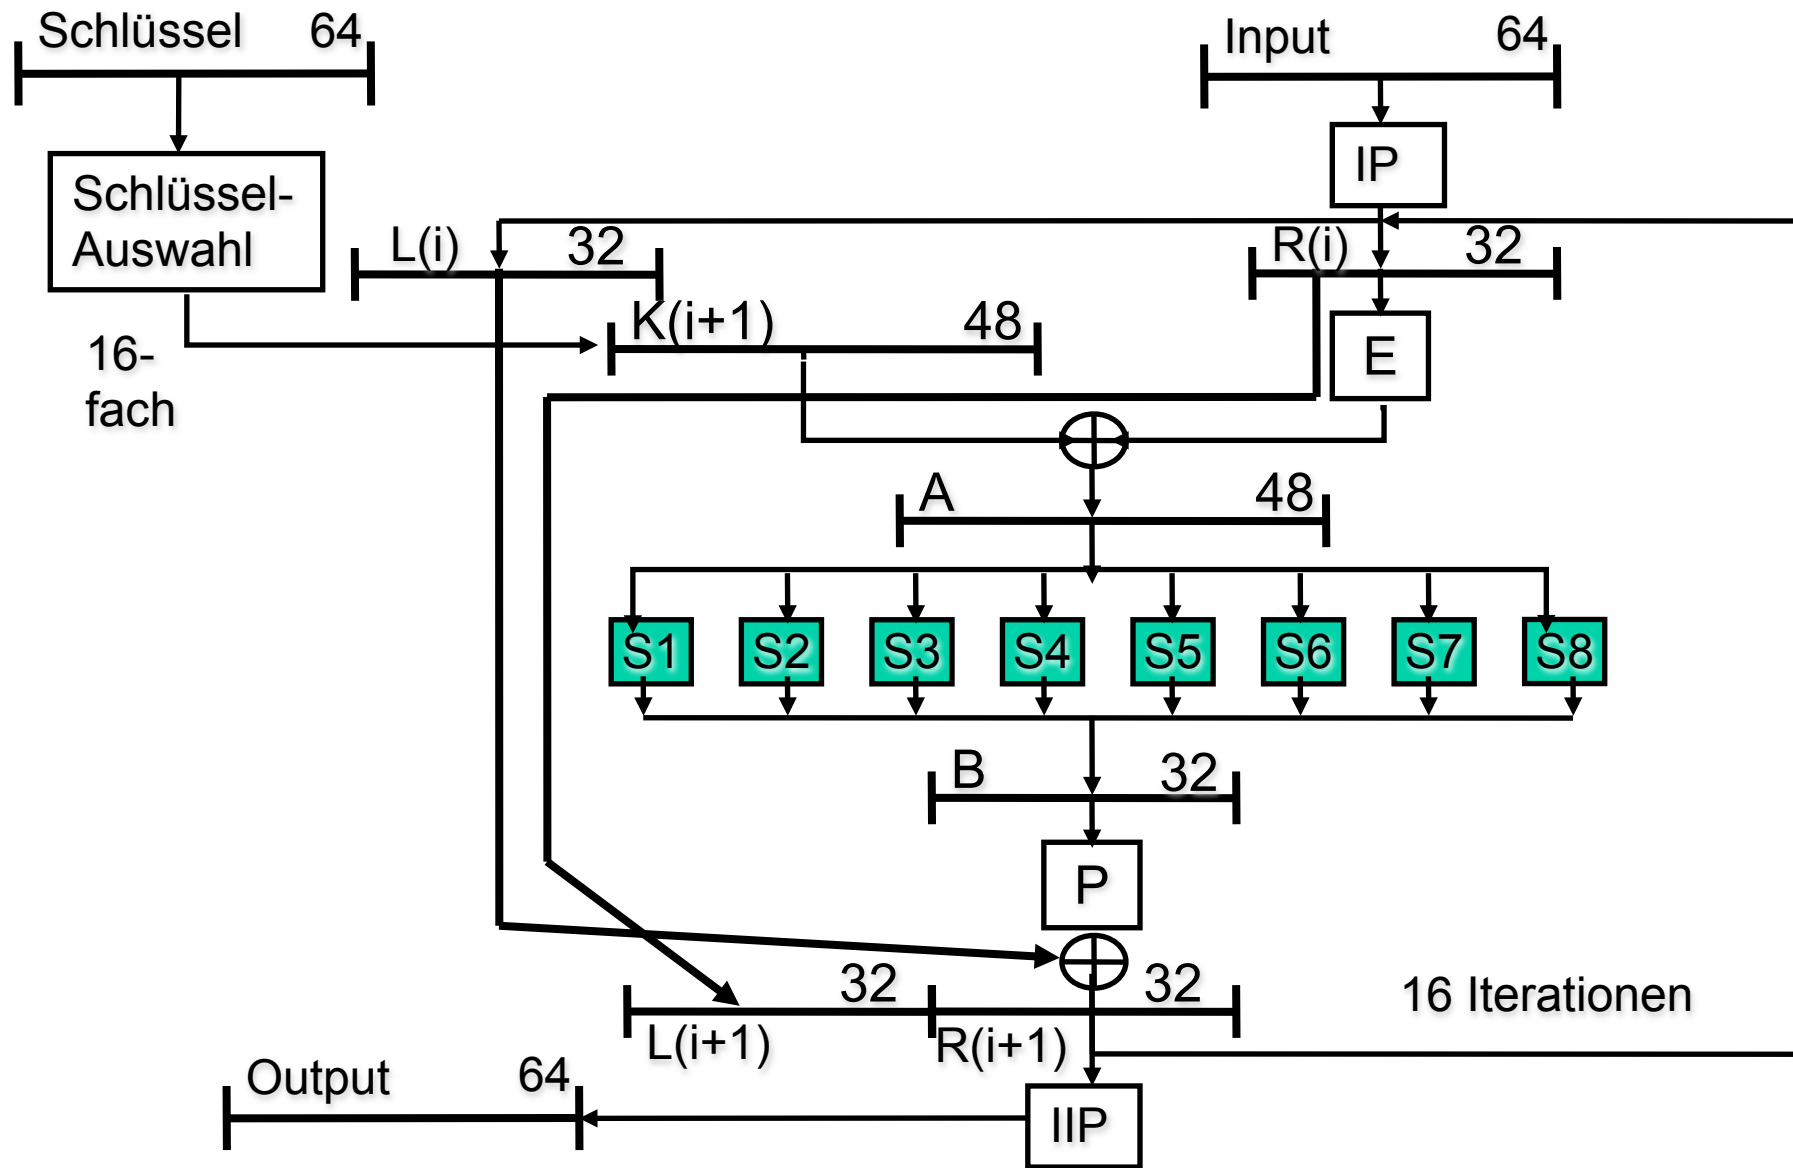 Schlüssel 64
Input 64
IP
Schlüssel-
Auswahl
L(i) 32
R(i) 32
K(i+1) 48
16-
fach
E
A 48
S1 S2 S3 S4 S5 S6 S7 S8
B 32
P
32 32
16 Iterationen
L(i+1) R(i+1)
Output 64
IIP